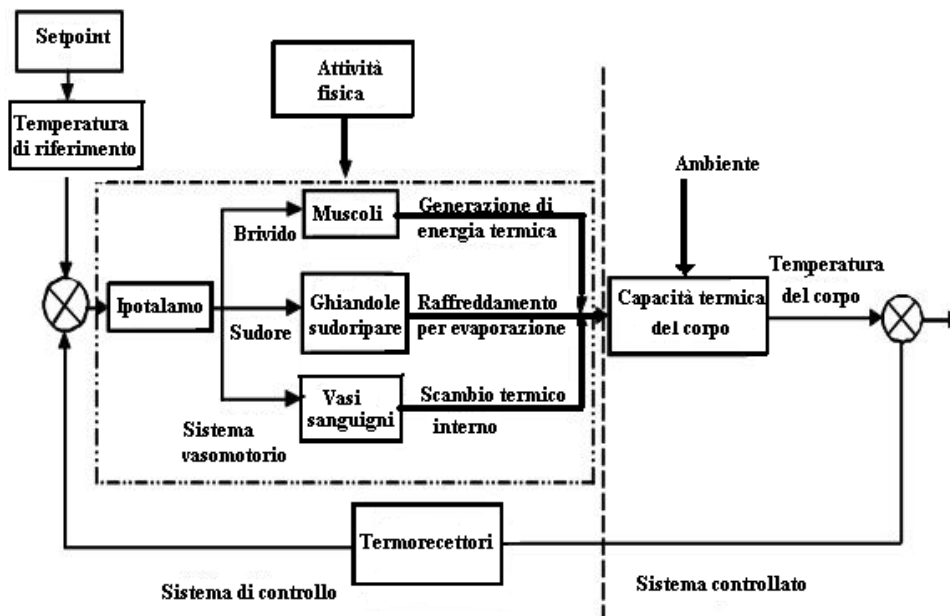 Setpoint
Temperatura
di riferimento
Attività
fisica
Ambiente
Muscoli
Brivido
Generazione di
energia termica
Ipotalamo
Ghiandole
sudoripare
Sudore
Raffreddamento
per evaporazione
Capacità termica
del corpo
Temperatura
del corpo
Vasi
sanguigni
Scambio termico
interno
Sistema
vasomotorio
Termorecettori
Sistema di controllo
Sistema controllato